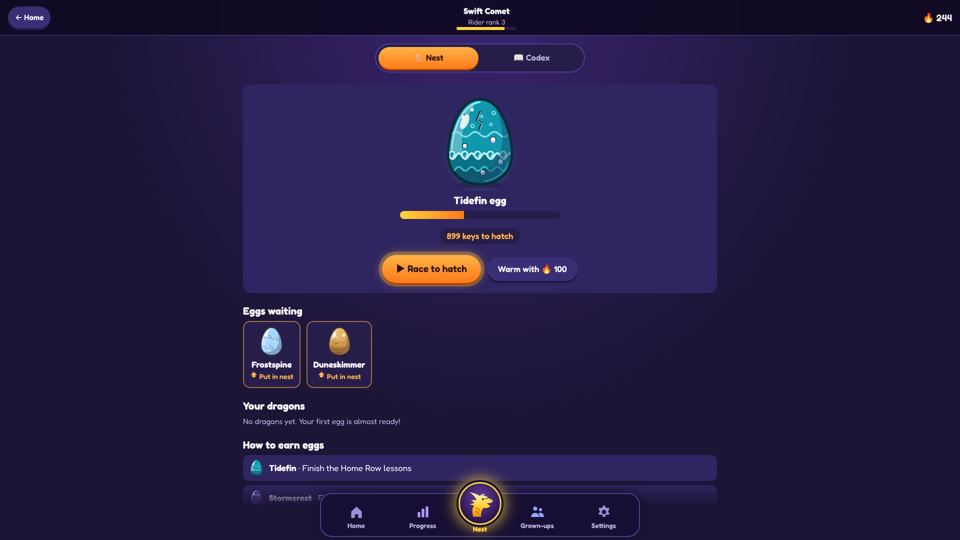 ← Home
Swift Comet
Rider rank 3
🔥 244
Nest
Codex
Tidefin egg
899 keys to hatch
▶ Race to hatch
Warm with 🔥 100
Eggs waiting
Frostspine
Put in nest
Duneskimmer
Put in nest
Your dragons
No dragons yet. Your first egg is almost ready!
How to earn eggs
Tidefin · Finish the Home Row lessons
Stormcrest
Home
Progress
Nest
Grown-ups
Settings